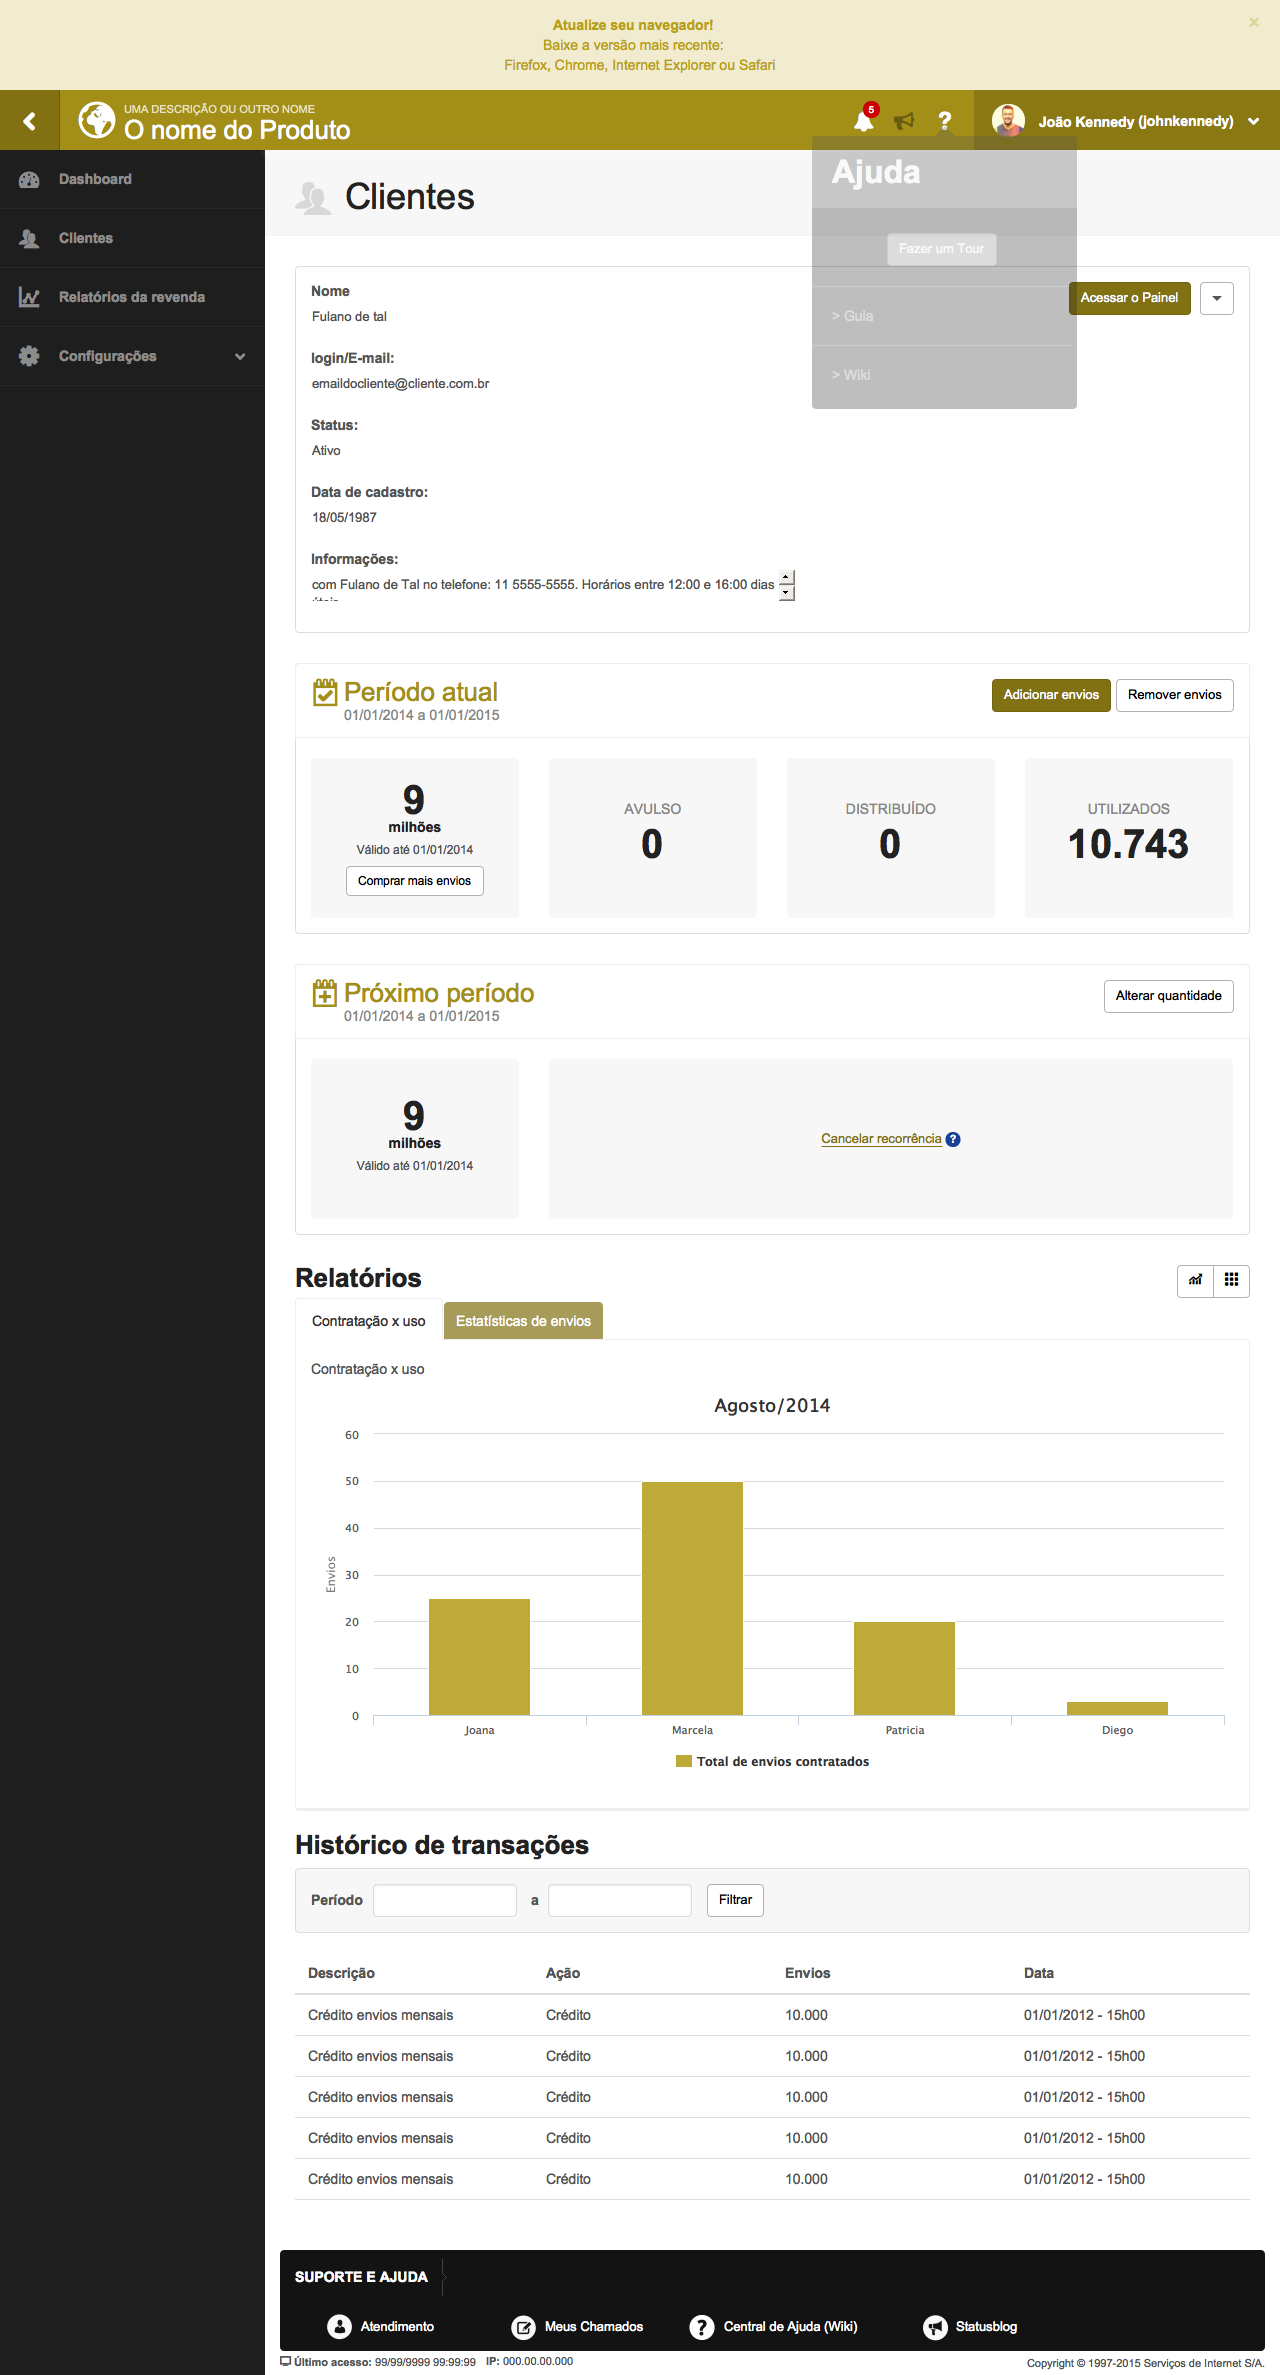 Atualize seu navegador!
Baixe a versão mais recente:
Firefox, Chrome, Internet Explorer ou Safari
×
UMA DESCRIÇÃO OU OUTRO NOME
O nome do Produto
5
?
João Kennedy (johnkennedy)
Dashboard
Clientes
Relatórios da revenda
Configurações
Clientes
Ajuda
Fazer um Tour
> Guia
> Wiki
Nome
Fulano de tal
Acessar o Painel
login/E-mail:
emaildocliente@cliente.com.br
Status:
Ativo
Data de cadastro:
18/05/1987
Informações:
com Fulano de Tal no telefone: 11 5555-5555. Horários entre 12:00 e 16:00 dias
Período atual
01/01/2014 a 01/01/2015
Adicionar envios
Remover envios
9
milhões
Válido até 01/01/2014
Comprar mais envios
AVULSO
0
DISTRIBUÍDO
0
UTILIZADOS
10.743
Próximo período
01/01/2014 a 01/01/2015
Alterar quantidade
9
milhões
Válido até 01/01/2014
Cancelar recorrência ?
Relatórios
Contratação x uso
Estatísticas de envios
Contratação x uso
Agosto/2014
Envios
60
50
40
30
20
10
0
Joana
Marcela
Patricia
Diego
Total de envios contratados
Histórico de transações
Período
a
Filtrar
Descrição Ação Envios Data
Crédito envios mensais Crédito 10.000 01/01/2012 - 15h00
Crédito envios mensais Crédito 10.000 01/01/2012 - 15h00
Crédito envios mensais Crédito 10.000 01/01/2012 - 15h00
Crédito envios mensais Crédito 10.000 01/01/2012 - 15h00
Crédito envios mensais Crédito 10.000 01/01/2012 - 15h00
SUPORTE E AJUDA
Atendimento
Meus Chamados
? Central de Ajuda (Wiki)
Statusblog
Último acesso: 99/99/9999 99:99:99 IP: 000.00.00.000
Copyright © 1997-2015 Serviços de Internet S/A.